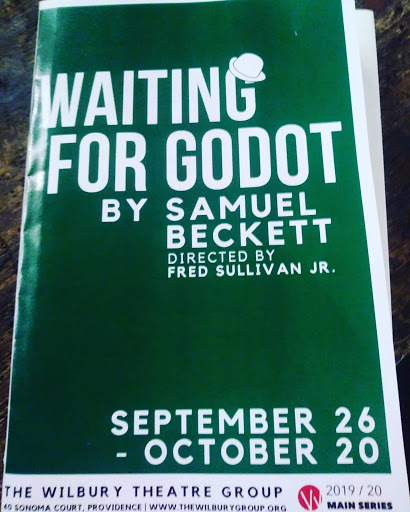 WAITING
FOR GODOT
BY SAMUEL
BECKETT
DIRECTED BY
FRED SULLIVAN JR.
SEPTEMBER 26
- OCTOBER 20
THE WILBURY THEATRE GROUP
40 SONOMA COURT, PROVIDENCE | WWW.THEWILBURYGROUP.ORG
W
2019 / 20
MAIN SERIES